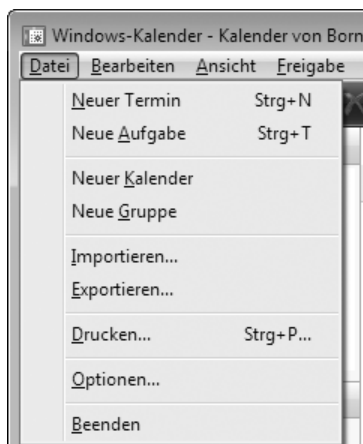 Windows-Kalender - Kalender von Born
Datei Bearbeiten Ansicht Freigabe
Neuer Termin Strg+N
Neue Aufgabe Strg+T
Neuer Kalender
Neue Gruppe
Importieren...
Exportieren...
Drucken... Strg+P...
Optionen...
Beenden